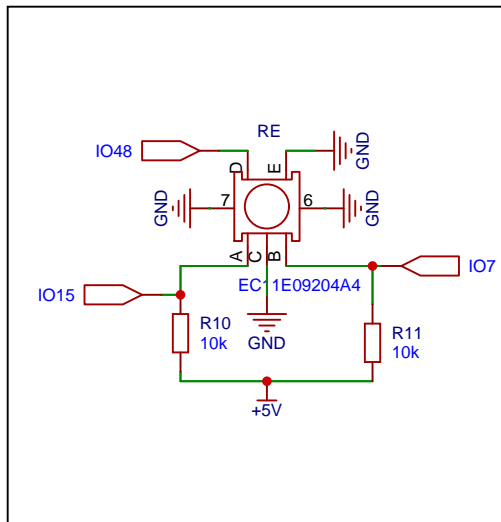 RE
IO48
D
E
GND
GND
7
6
GND
A
C
B
IO7
EC11E09204A4
IO15
R10
10k
GND
R11
10k
+5V